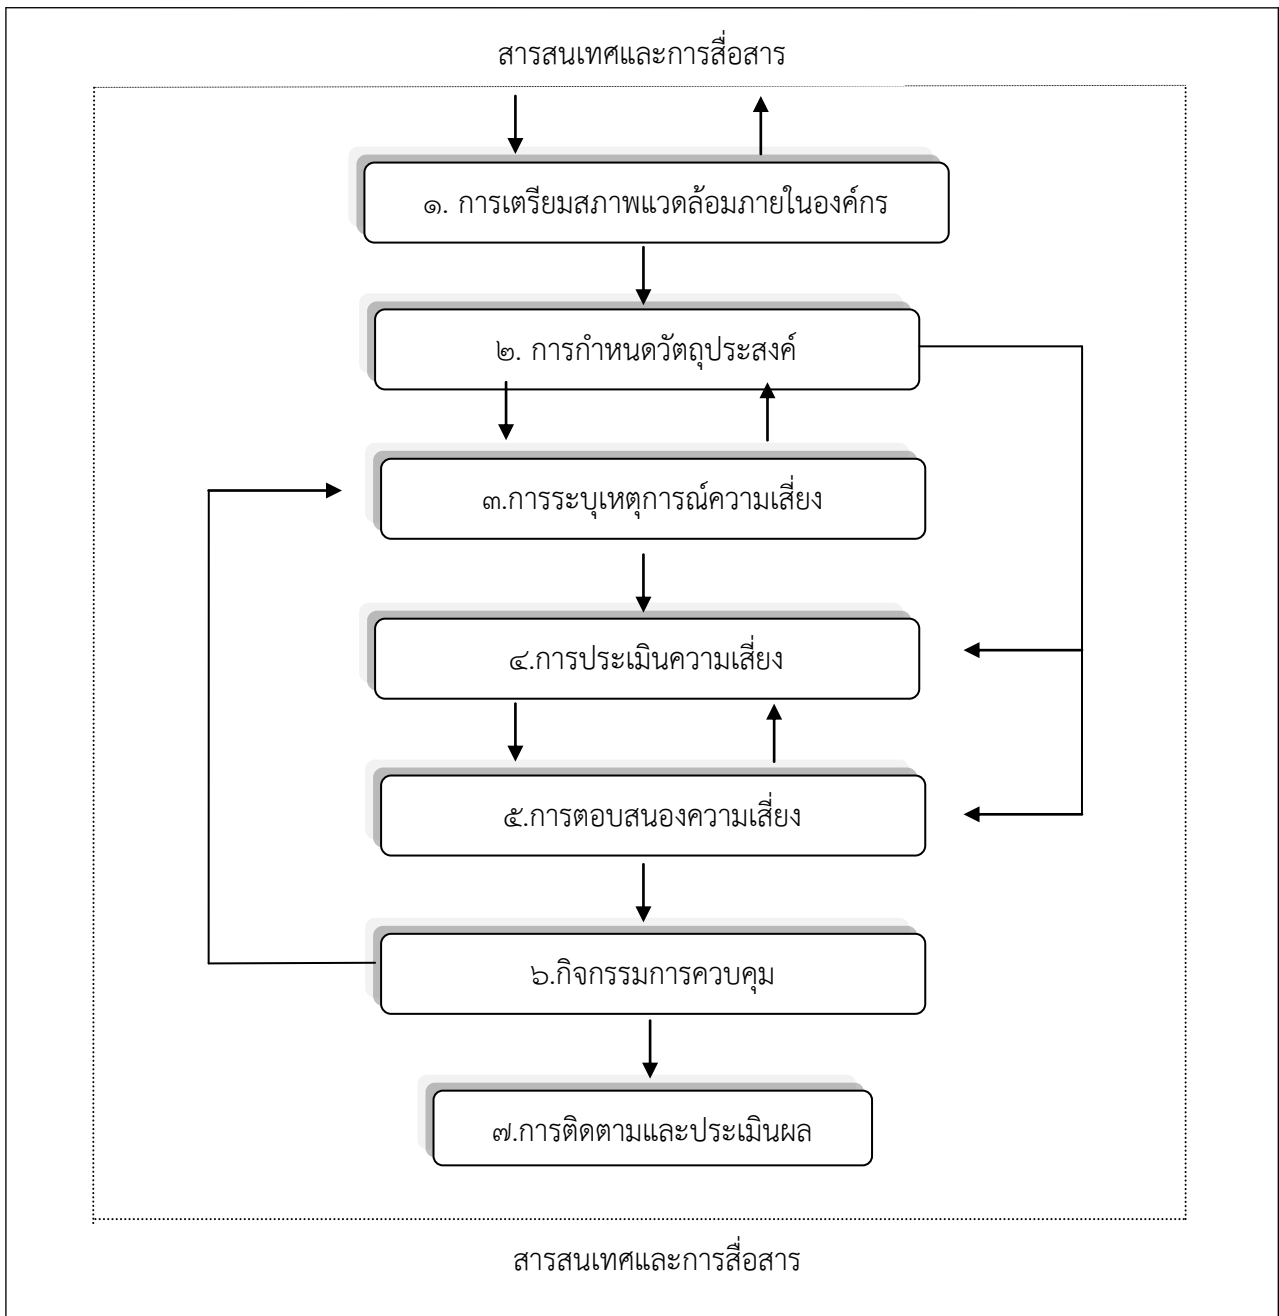 สารสนเทศและการสื่อสาร
๑. การเตรียมสภาพแวดล้อมภายในองค์กร
๒. การกำหนดวัตถุประสงค์
๓.การระบุเหตุการณ์ความเสี่ยง
๔.การประเมินความเสี่ยง
๕.การตอบสนองความเสี่ยง
๖.กิจกรรมการควบคุม
๗.การติดตามและประเมินผล
สารสนเทศและการสื่อสาร